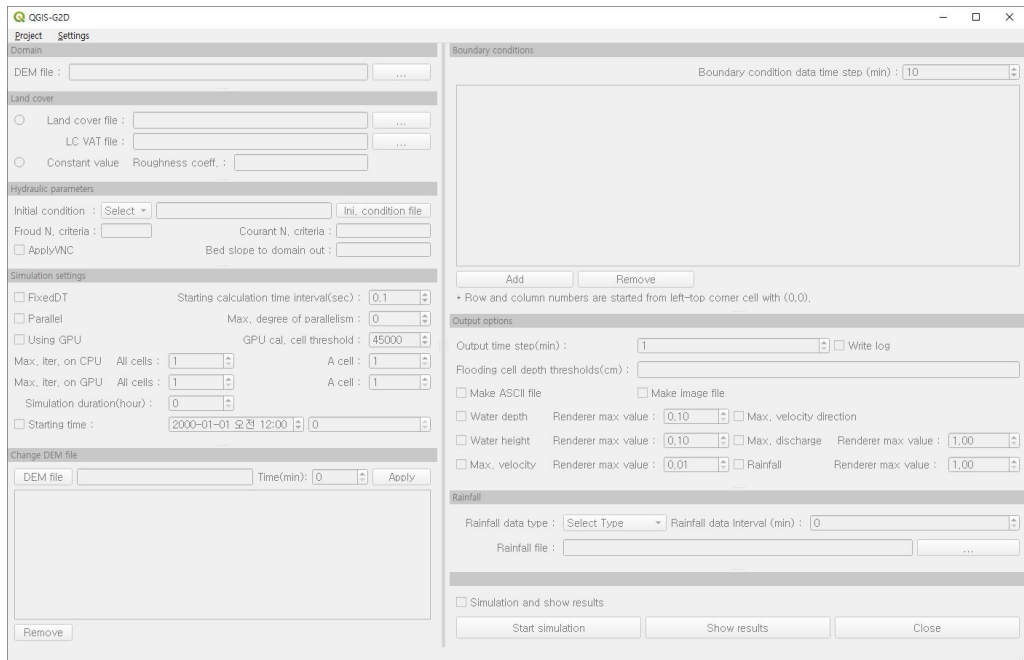 QGIS-G2D
Project Settings
Domain
DEM file : ...
Land cover
Land cover file : ...
LC VAT file : ...
Constant value Roughness coeff. :
Hydraulic parameters
Initial condition : Select Ini. condition file
Froud N. criteria : Courant N. criteria :
ApplyVNC Bed slope to domain out :
Simulation settings
FixedDT Starting calculation time interval(sec) : 0.1
Parallel Max. degree of parallelism : 0
Using GPU GPU cal. cell threshold : 45000
Max. iter. on CPU All cells : 1 A cell : 1
Max. iter. on GPU All cells : 1 A cell : 1
Simulation duration(hour) : 0
Starting time : 2000-01-01 오전 12:00 0
Change DEM file
DEM file Time(min): 0 Apply
Remove
Boundary conditions
Boundary condition data time step (min) : 10
Add Remove
* Row and column numbers are started from left-top corner cell with (0,0).
Output options
Output time step(min) : 1 Write log
Flooding cell depth thresholds(cm) :
Make ASCII file Make image file
Water depth Renderer max value : 0.10 Max. velocity direction
Water height Renderer max value : 0.10 Max. discharge Renderer max value : 1.00
Max. velocity Renderer max value : 0.01 Rainfall Renderer max value : 1.00
Rainfall
Rainfall data type : Select Type Rainfall data Interval (min) : 0
Rainfall file : ...
Simulation and show results
Start simulation Show results Close